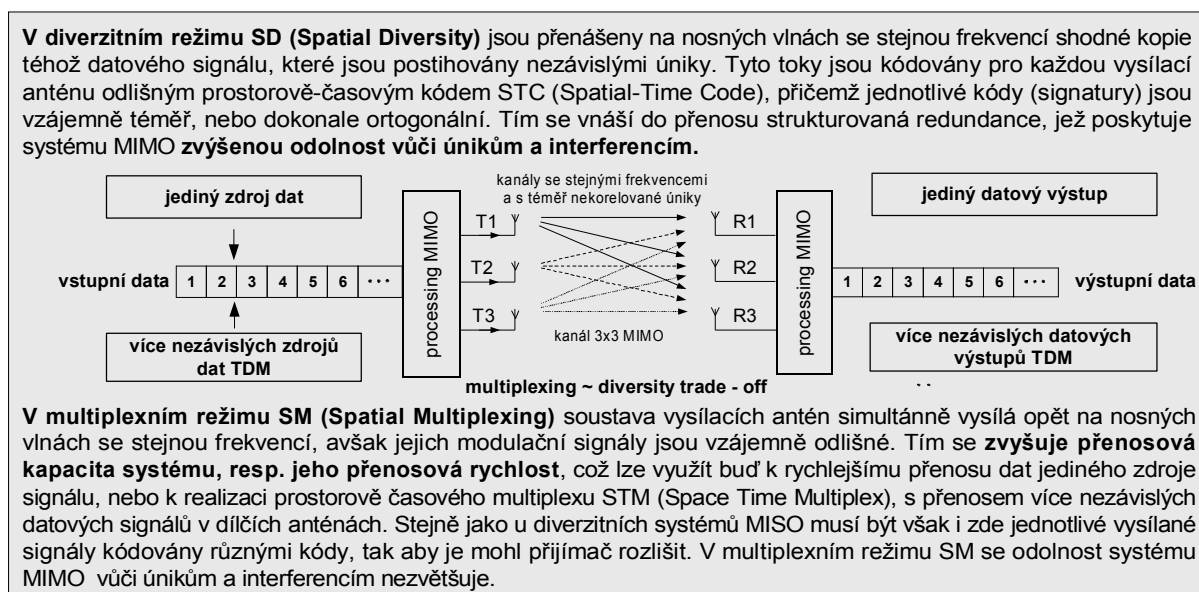 V diverzitním režimu SD (Spatial Diversity) jsou přenášeny na nosných vlnách se stejnou frekvencí shodné kopie
téhož datového signálu, které jsou postihovány nezávislými úniky. Tyto toky jsou kódovány pro každou vysílací
anténu odlišným prostorově-časovým kódem STC (Spatial-Time Code), přičemž jednotlivé kódy (signatury) jsou
vzájemně téměř, nebo dokonale ortogonální. Tím se vnáší do přenosu strukturovaná redundance, jež poskytuje
systému MIMO zvýšenou odolnost vůči únikům a interferencím.
jediný zdroj dat
vstupní data
1 2 3 4 5 6 ···
více nezávislých zdrojů
dat TDM
processing MIMO
T1
T2
T3
kanály se stejnými frekvencemi
a s téměř nekorelované úniky
kanál 3x3 MIMO
R1
R2
R3
processing MIMO
jediný datový výstup
1 2 3 4 5 6 ···
výstupní data
více nezávislých datových
výstupů TDM
multiplexing ~ diversity trade - off
..
V multiplexním režimu SM (Spatial Multiplexing) soustava vysílacích antén simultánně vysílá opět na nosných
vlnách se stejnou frekvencí, avšak jejich modulační signály jsou vzájemně odlišné. Tím se zvyšuje přenosová
kapacita systému, resp. jeho přenosová rychlost, což lze využít buď k rychlejšímu přenosu dat jediného zdroje
signálu, nebo k realizaci prostorově časového multiplexu STM (Space Time Multiplex), s přenosem více nezávislých
datových signálů v dílčích anténách. Stejně jako u diverzitních systémů MISO musí být však i zde jednotlivé vysílané
signály kódovány různými kódy, tak aby je mohl přijímač rozlišit. V multiplexním režimu SM se odolnost systému
MIMO vůči únikům a interferencím nezvětšuje.